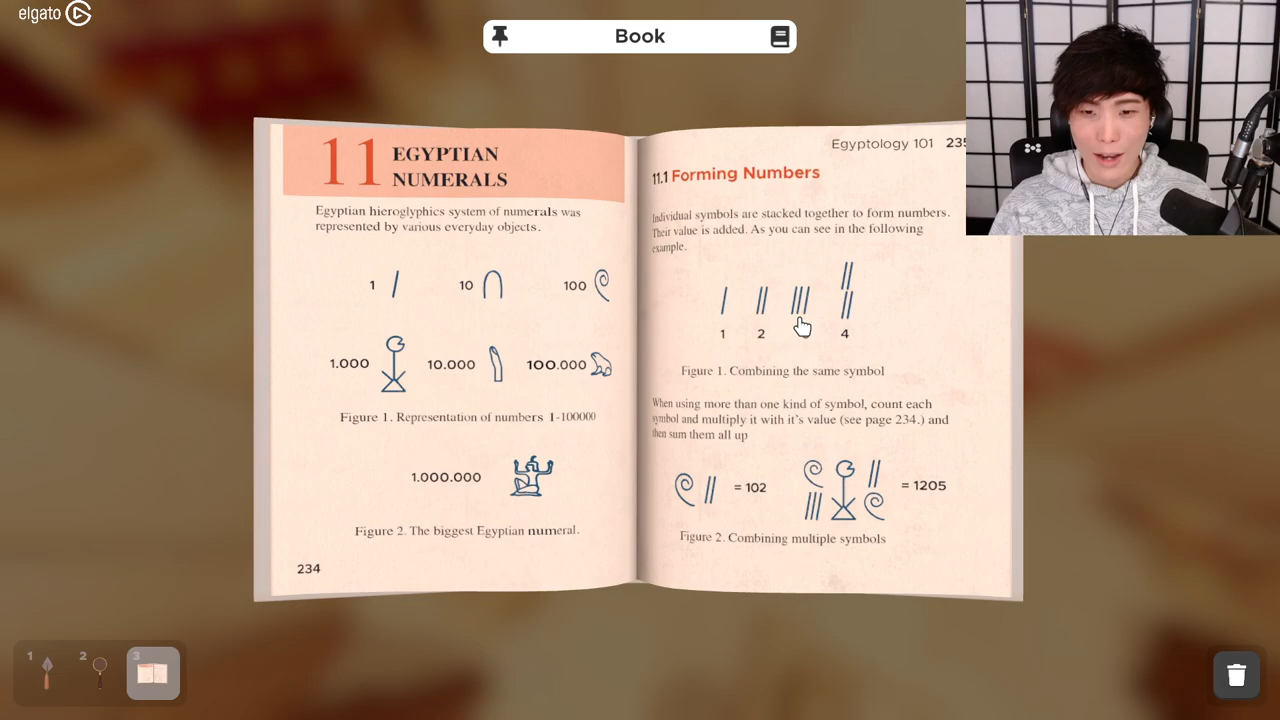 elgato
Book
11 EGYPTIAN
NUMERALS
Egyptian hieroglyphics system of numerals was
represented by various everyday objects.
1 10 100
1.000 10.000 100.000
Figure 1. Representation of numbers 1-100000
1.000.000
Figure 2. The biggest Egyptian numeral.
234
Egyptology 101 235
11.1 Forming Numbers
Individual symbols are stacked together to form numbers.
Their value is added. As you can see in the following
example.
1 2 4
Figure 1. Combining the same symbol
When using more than one kind of symbol, count each
symbol and multiply it with it's value (see page 234.) and
then sum them all up
= 102 = 1205
Figure 2. Combining multiple symbols
1 2 3